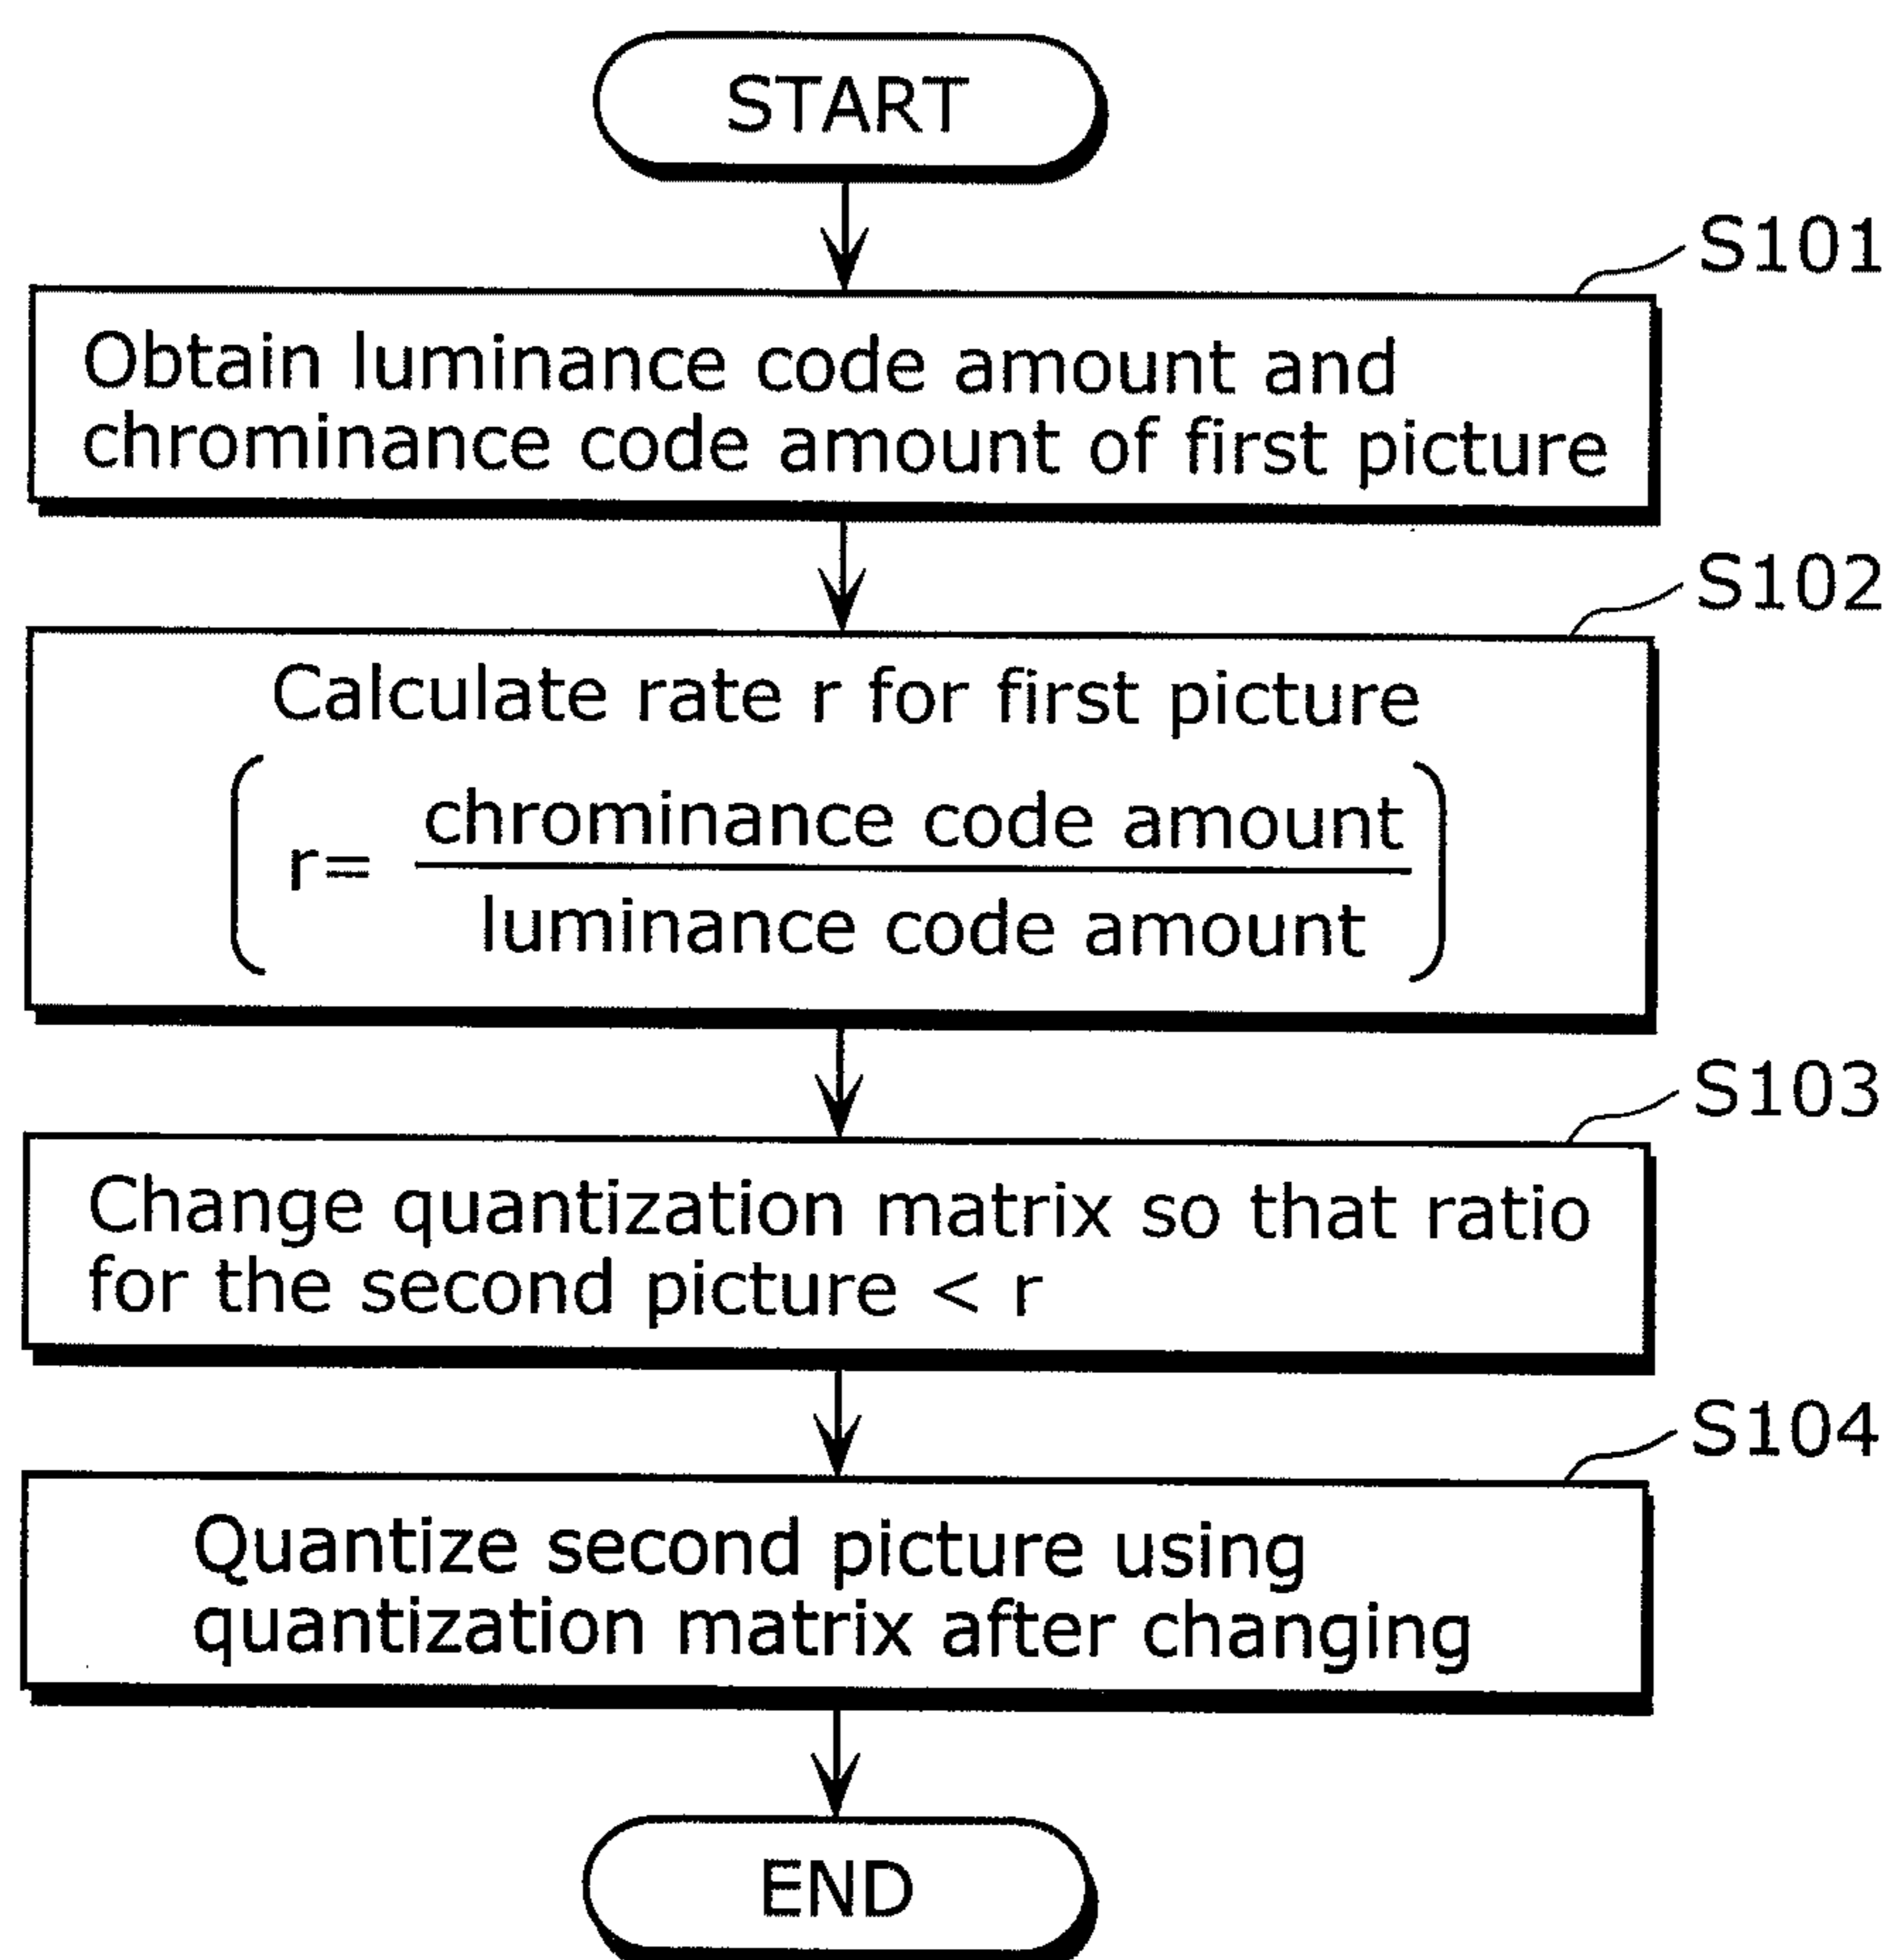 START
S101
Obtain luminance code amount and
chrominance code amount of first picture
S102
Calculate rate r for first picture
r= chrominance code amount
luminance code amount
S103
Change quantization matrix so that ratio
for the second picture < r
S104
Quantize second picture using
quantization matrix after changing
END